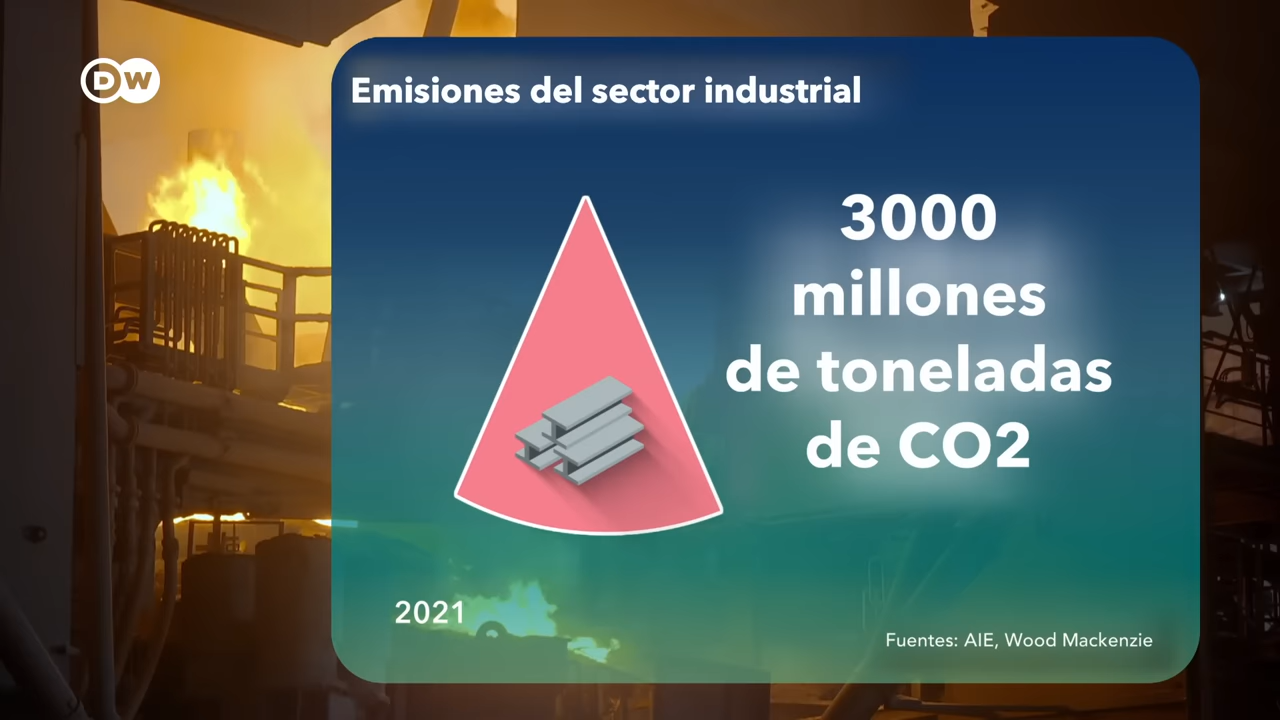 DW
Emisiones del sector industrial
3000
millones
de toneladas
de CO2
2021
Fuentes: AIE, Wood Mackenzie